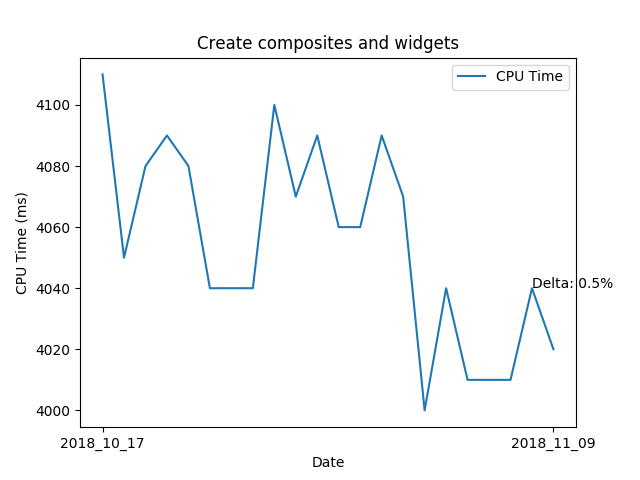 Create composites and widgets
CPU Time
4100
4080
4060
4040
4020
4000
CPU Time (ms)
Delta: 0.5%
2018_10_17
2018_11_09
Date